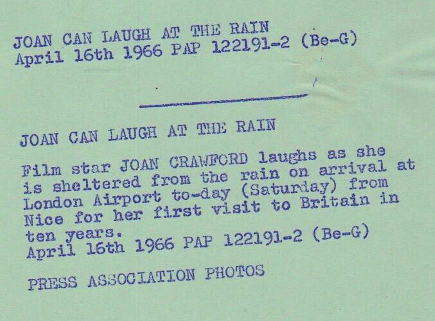 JOAN CAN LAUGH AT THE RAIN
April 16th 1966 PAP 122191-2 (Be-G)
JOAN CAN LAUGH AT THE RAIN
Film star JOAN CRAWFORD laughs as she
is sheltered from the rain on arrival at
London Airport to-day (Saturday) from
Nice for her first visit to Britain in
ten years.
April 16th 1966 PAP 122191-2 (Be-G)
PRESS ASSOCIATION PHOTOS